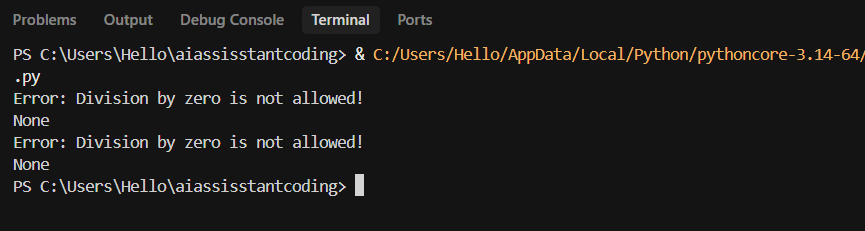 Problems Output Debug Console Terminal Ports
PS C:\Users\Hello\aiassisstantcoding> & C:/Users/Hello/AppData/Local/Python/pythoncore-3.14-64/
.py
Error: Division by zero is not allowed!
None
Error: Division by zero is not allowed!
None
PS C:\Users\Hello\aiassisstantcoding>